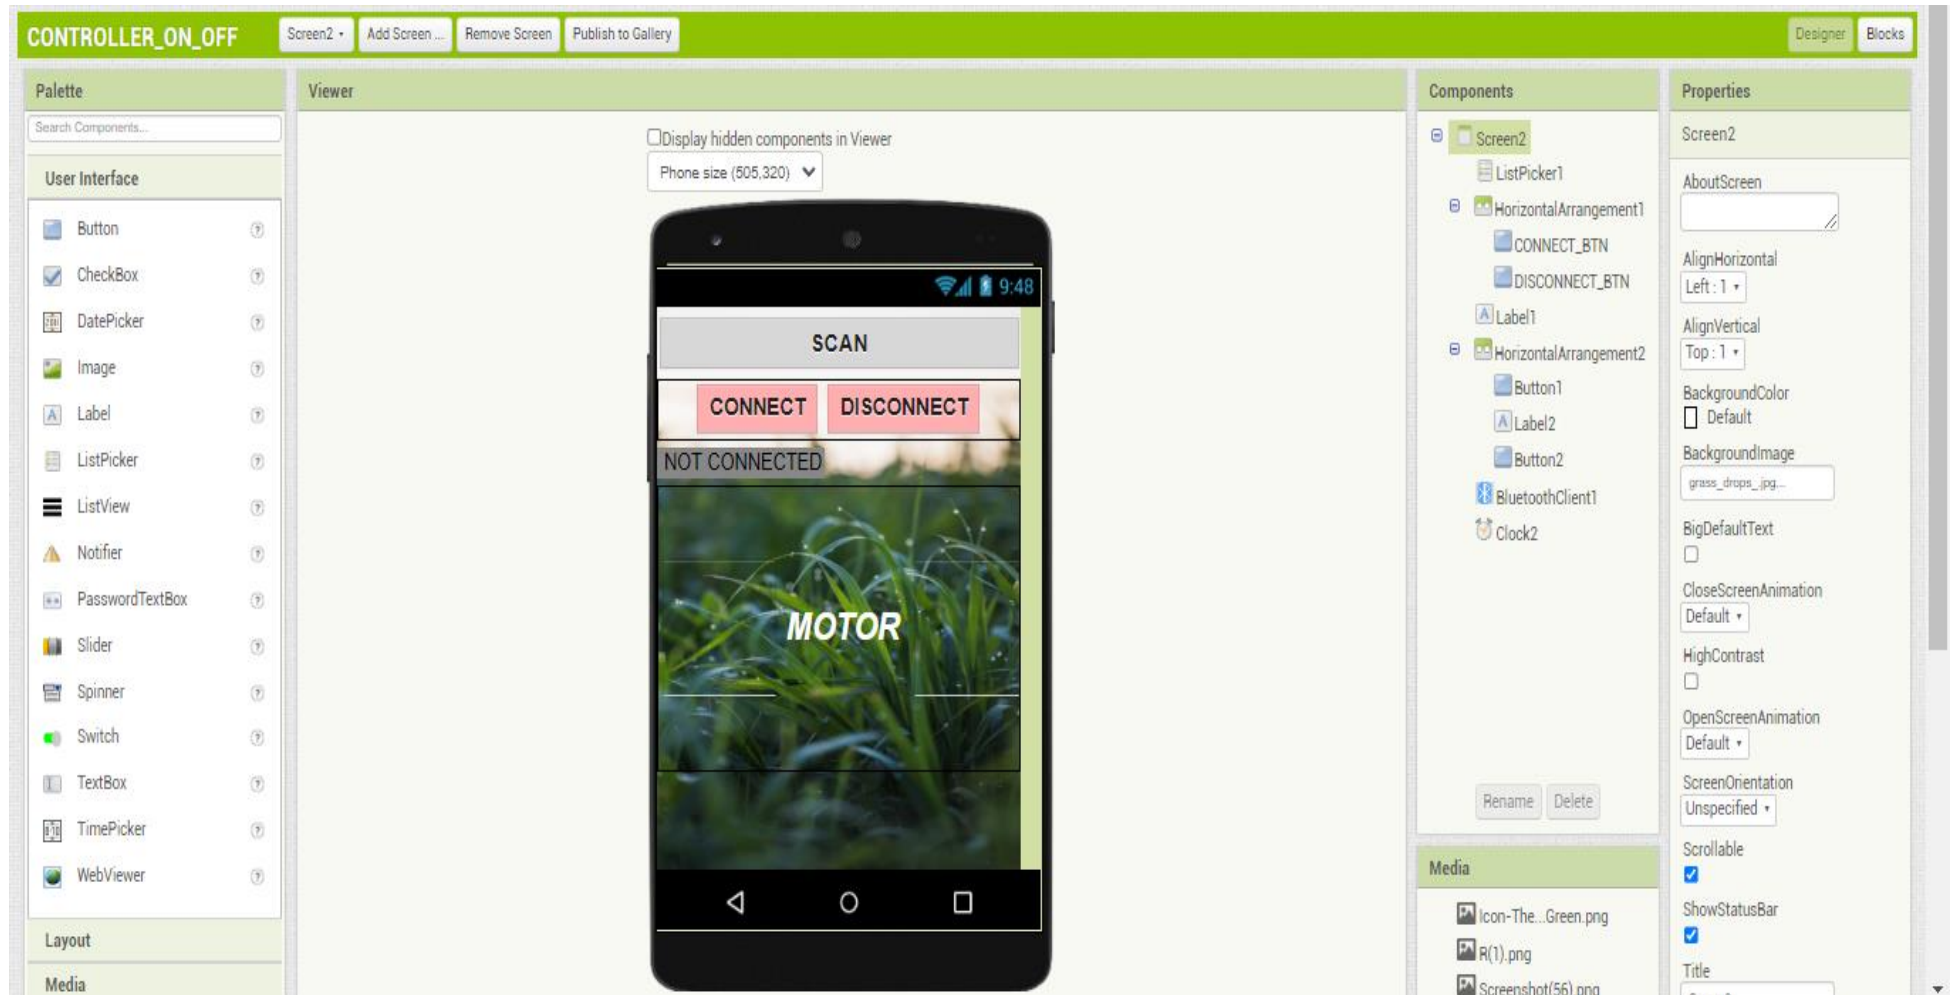 CONTROLLER_ON_OFF
Screen2
Add Screen ...
Remove Screen
Publish to Gallery
Designer
Blocks
Palette
Search Components...
User Interface
Button
CheckBox
DatePicker
Image
Label
ListPicker
ListView
Notifier
PasswordTextBox
Slider
Spinner
Switch
TextBox
TimePicker
WebViewer
Layout
Media
Viewer
Display hidden components in Viewer
Phone size (505,320)
9:48
SCAN
CONNECT
DISCONNECT
NOT CONNECTED
MOTOR
Components
Screen2
ListPicker1
HorizontalArrangement1
CONNECT_BTN
DISCONNECT_BTN
Label1
HorizontalArrangement2
Button1
Label2
Button2
BluetoothClient1
Clock2
Rename
Delete
Media
Icon-The...Green.png
R(1).png
Screenshot(56).png
Properties
Screen2
AboutScreen
AlignHorizontal
Left : 1
AlignVertical
Top : 1
BackgroundColor
Default
BackgroundImage
grass_drops_.jpg...
BigDefaultText
CloseScreenAnimation
Default
HighContrast
OpenScreenAnimation
Default
ScreenOrientation
Unspecified
Scrollable
ShowStatusBar
Title